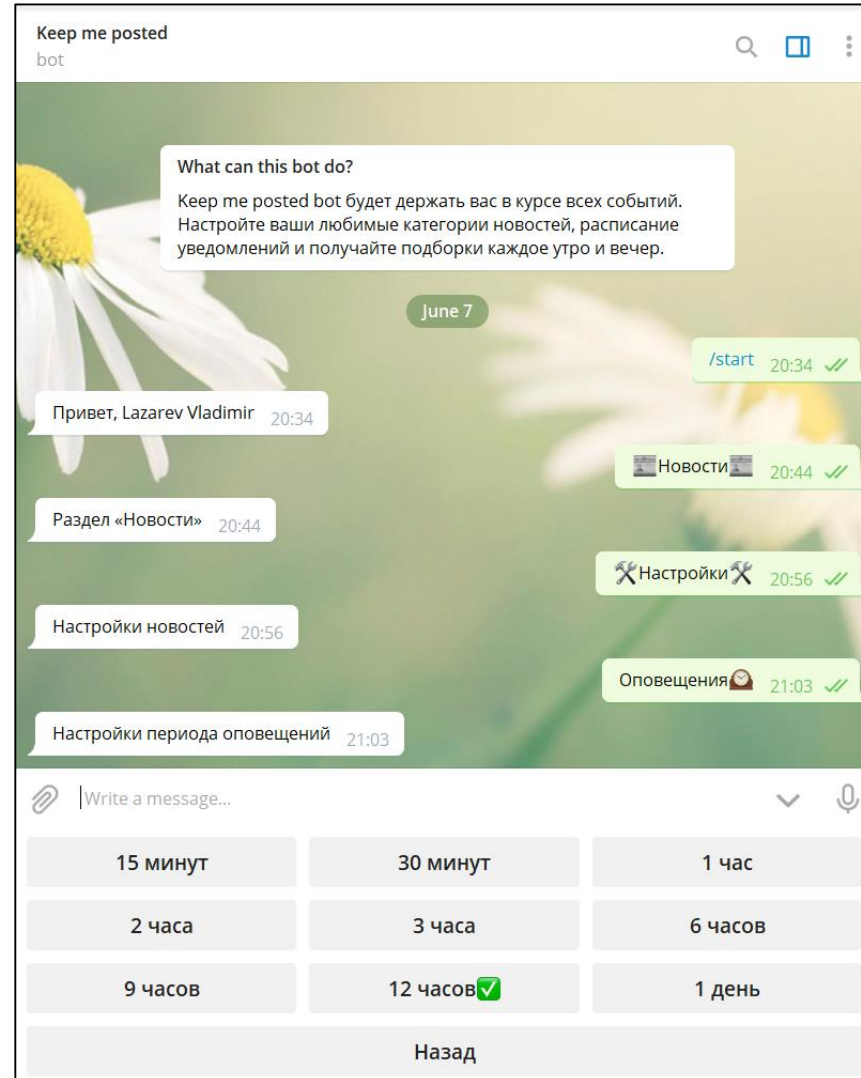 Keep me posted
bot
What can this bot do?
Keep me posted bot будет держать вас в курсе всех событий.
Настройте ваши любимые категории новостей, расписание
уведомлений и получайте подборки каждое утро и вечер.
June 7
/start 20:34
Привет, Lazarev Vladimir 20:34
Новости 20:44
Раздел «Новости» 20:44
Настройки 20:56
Настройки новостей 20:56
Оповещения 21:03
Настройки периода оповещений 21:03
Write a message...
15 минут 30 минут 1 час
2 часа 3 часа 6 часов
9 часов 12 часов✅ 1 день
Назад